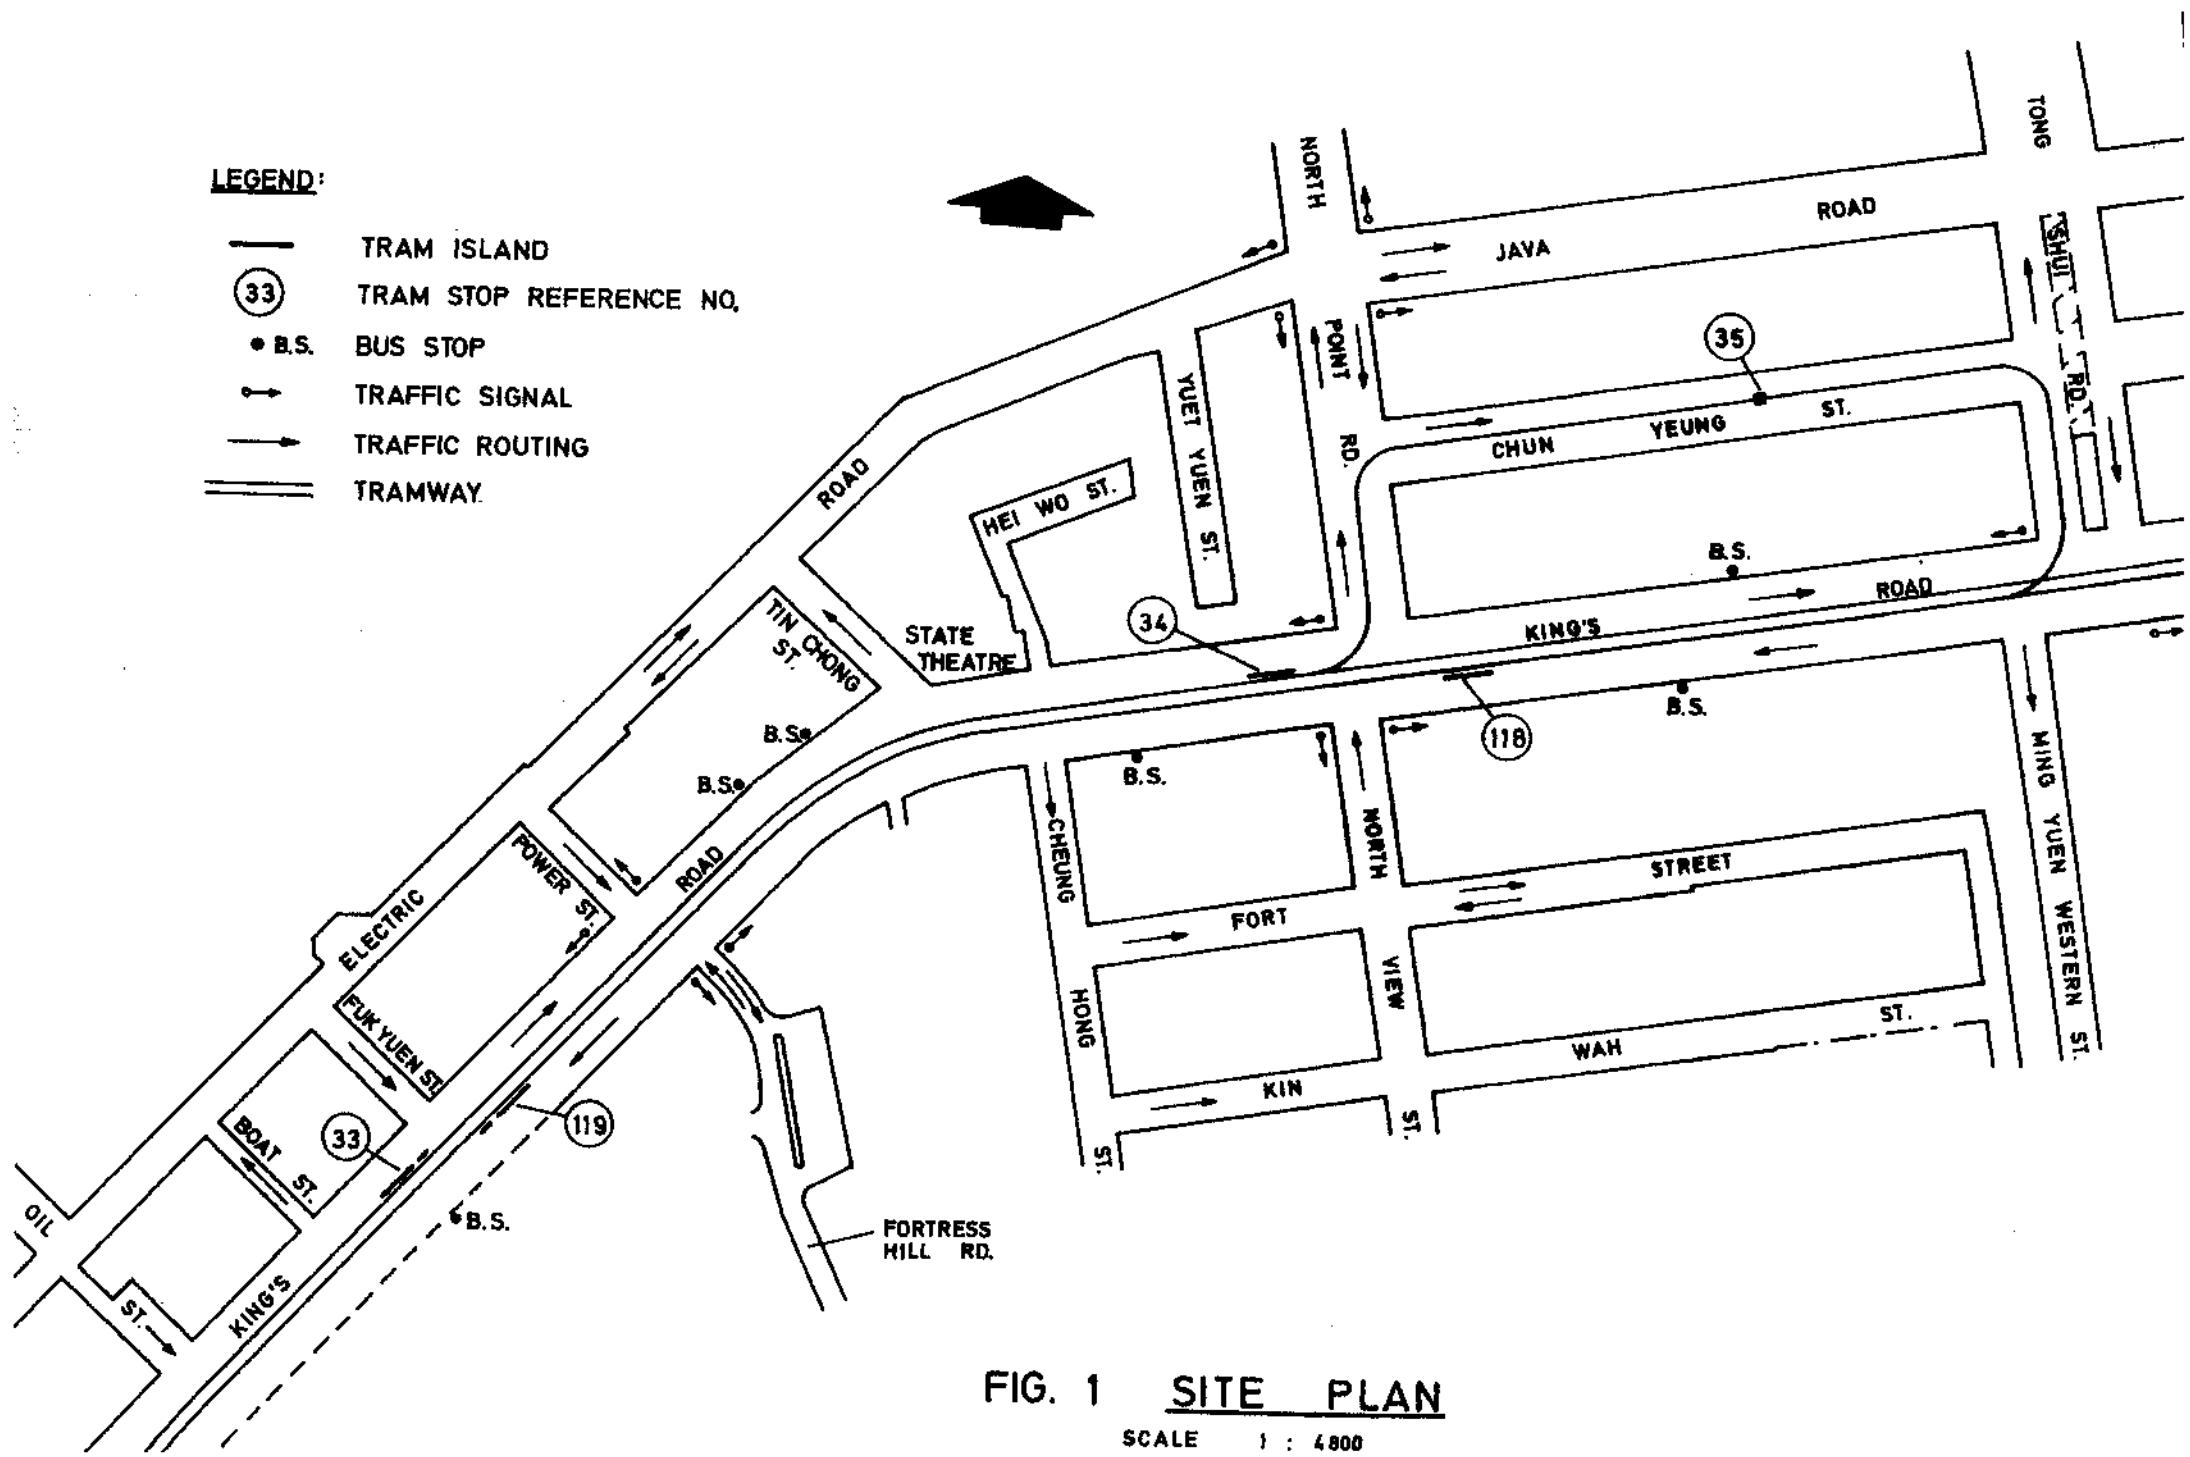 LEGEND:
TRAM ISLAND
33 TRAM STOP REFERENCE NO.
B.S. BUS STOP
TRAFFIC SIGNAL
TRAFFIC ROUTING
TRAMWAY
NORTH
POINT
RD.
TONG
SHUI
RD.
JAVA
ROAD
35
CHUN
YEUNG
ST.
YUET YUEN ST.
HEI WO ST.
ROAD
TIN CHONG
ST.
STATE
THEATRE
34
B.S.
KING'S
ROAD
118
B.S.
B.S.
B.S.
B.S.
ROAD
POWER ST.
ELECTRIC
FUK YUEN ST.
33
119
BOAT ST.
B.S.
OIL
ST.
KING'S
CHEUNG
HONG
ST.
NORTH
VIEW
ST.
FORT
STREET
KIN
WAH
ST.
MING YUEN WESTERN ST.
FORTRESS
HILL RD.
FIG. 1 SITE PLAN
SCALE 1 : 4800